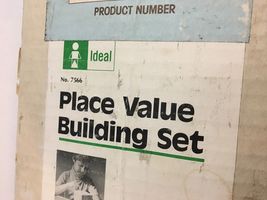 PRODUCT NUMBER
Ideal
No. 7566
Place Value
Building Set